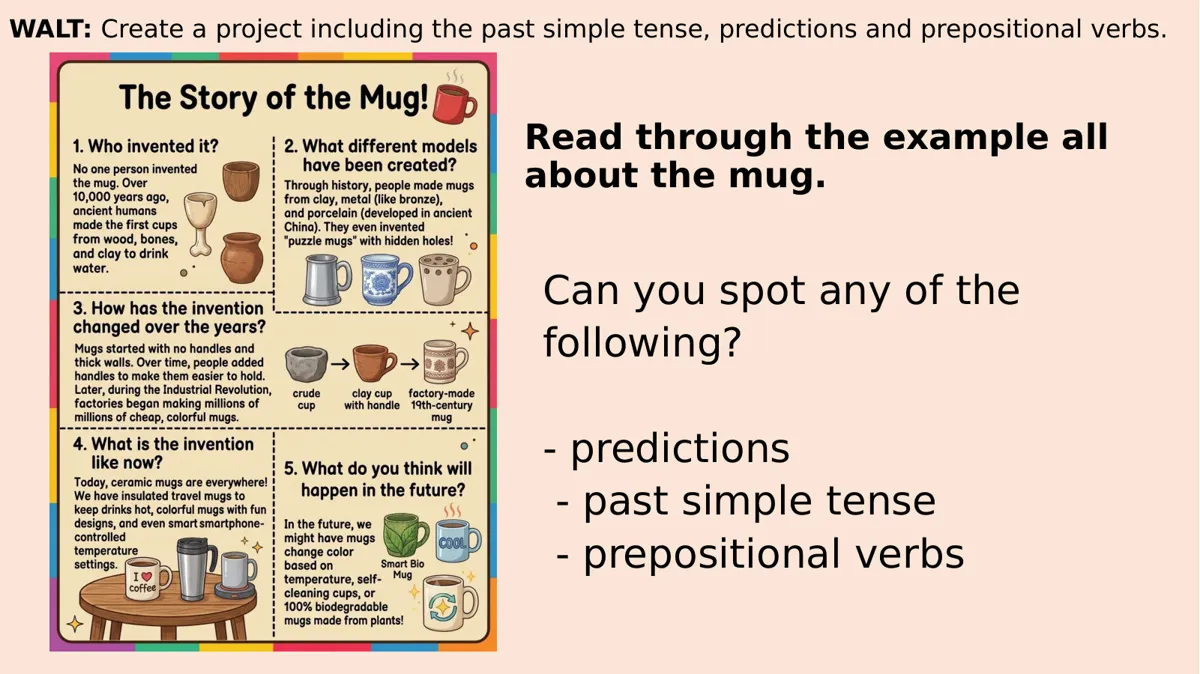 WALT: Create a project including the past simple tense, predictions and prepositional verbs.
The Story of the Mug!
1. Who invented it?
No one person invented
the mug. Over
10,000 years ago,
ancient humans
made the first cups
from wood, bones,
and clay to drink
water.
2. What different models
have been created?
Through history, people made mugs
from clay, metal (like bronze),
and porcelain (developed in ancient
China). They even invented
"puzzle mugs" with hidden holes!
3. How has the invention
changed over the years?
Mugs started with no handles and
thick walls. Over time, people added
handles to make them easier to hold.
Later, during the Industrial Revolution,
factories began making millions of
millions of cheap, colorful mugs.
crude
cup
clay cup
with handle
factory-made
19th-century
mug
4. What is the invention
like now?
Today, ceramic mugs are everywhere!
We have insulated travel mugs to
keep drinks hot, colorful mugs with fun
designs, and even smart smartphone-
controlled
temperature
settings.
I ❤ coffee
5. What do you think will
happen in the future?
In the future, we
might have mugs
change color
based on
temperature, self-
cleaning cups, or
100% biodegradable
mugs made from plants!
Smart Bio
Mug
COOL
Read through the example all
about the mug.
Can you spot any of the
following?
- predictions
- past simple tense
- prepositional verbs